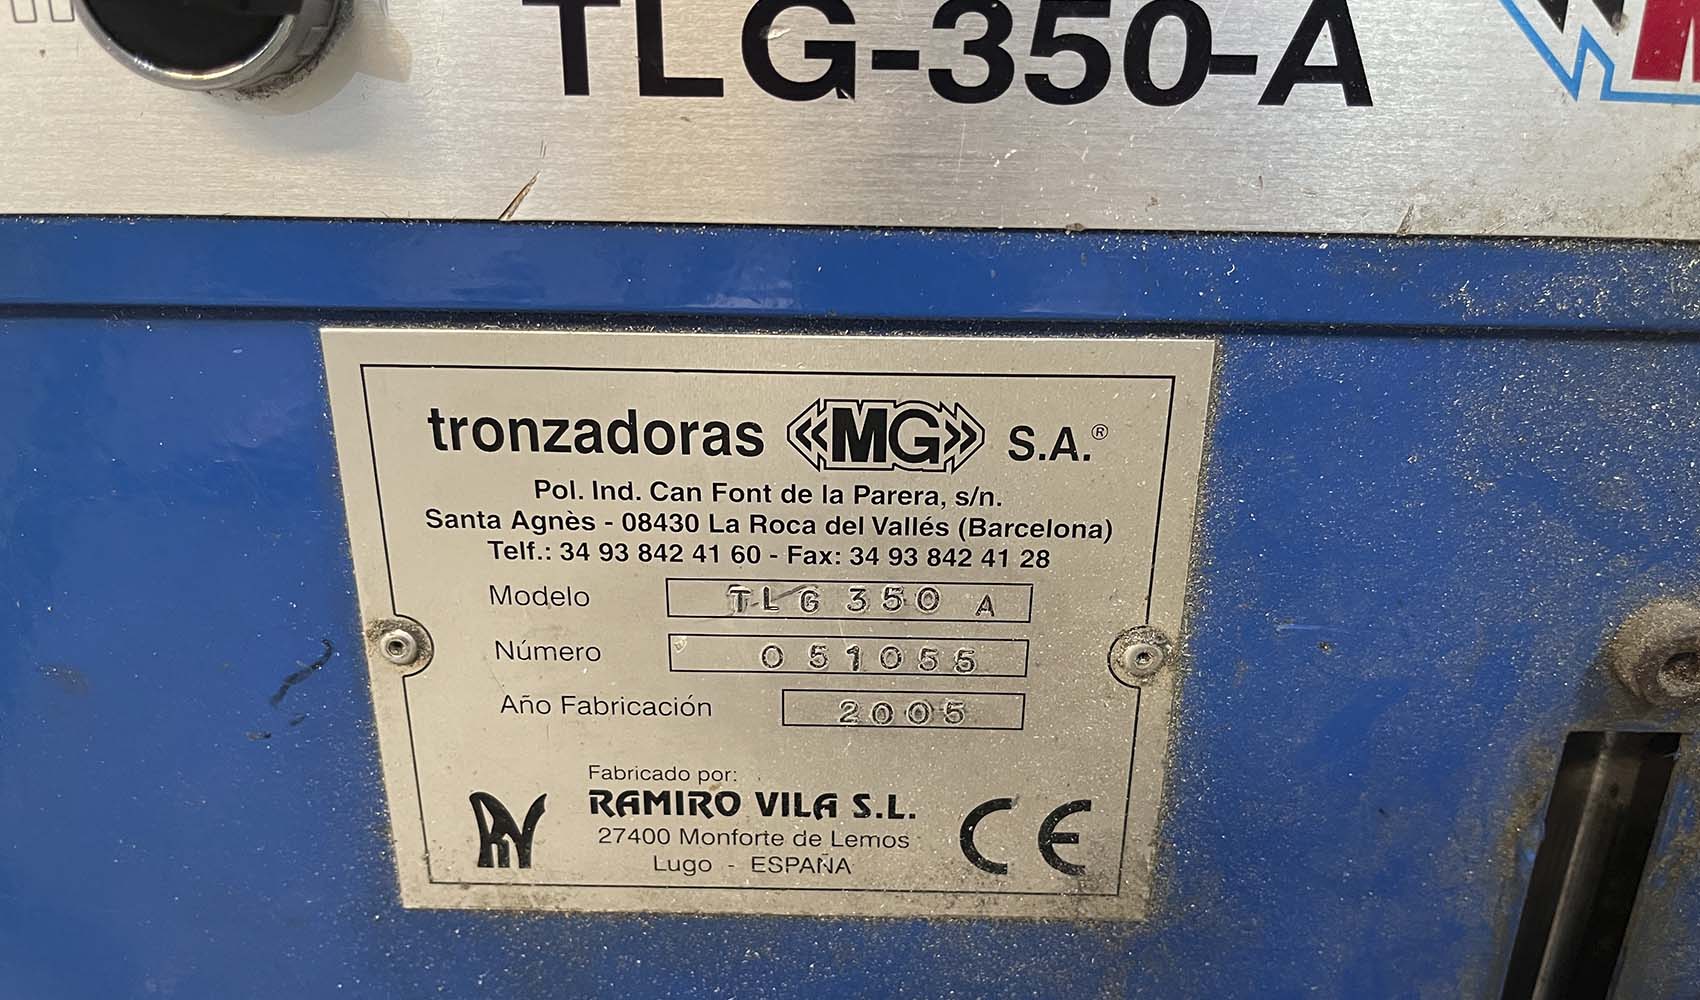 TLG-350-A
tronzadoras «MG» S.A.®
Pol. Ind. Can Font de la Parera, s/n.
Santa Agnès - 08430 La Roca del Vallés (Barcelona)
Telf.: 34 93 842 41 60 - Fax: 34 93 842 41 28
Modelo TLG 350 A
Número 051055
Año Fabricación 2005
Fabricado por:
RAMIRO VILA S.L.
27400 Monforte de Lemos
Lugo - ESPAÑA
RV
CE